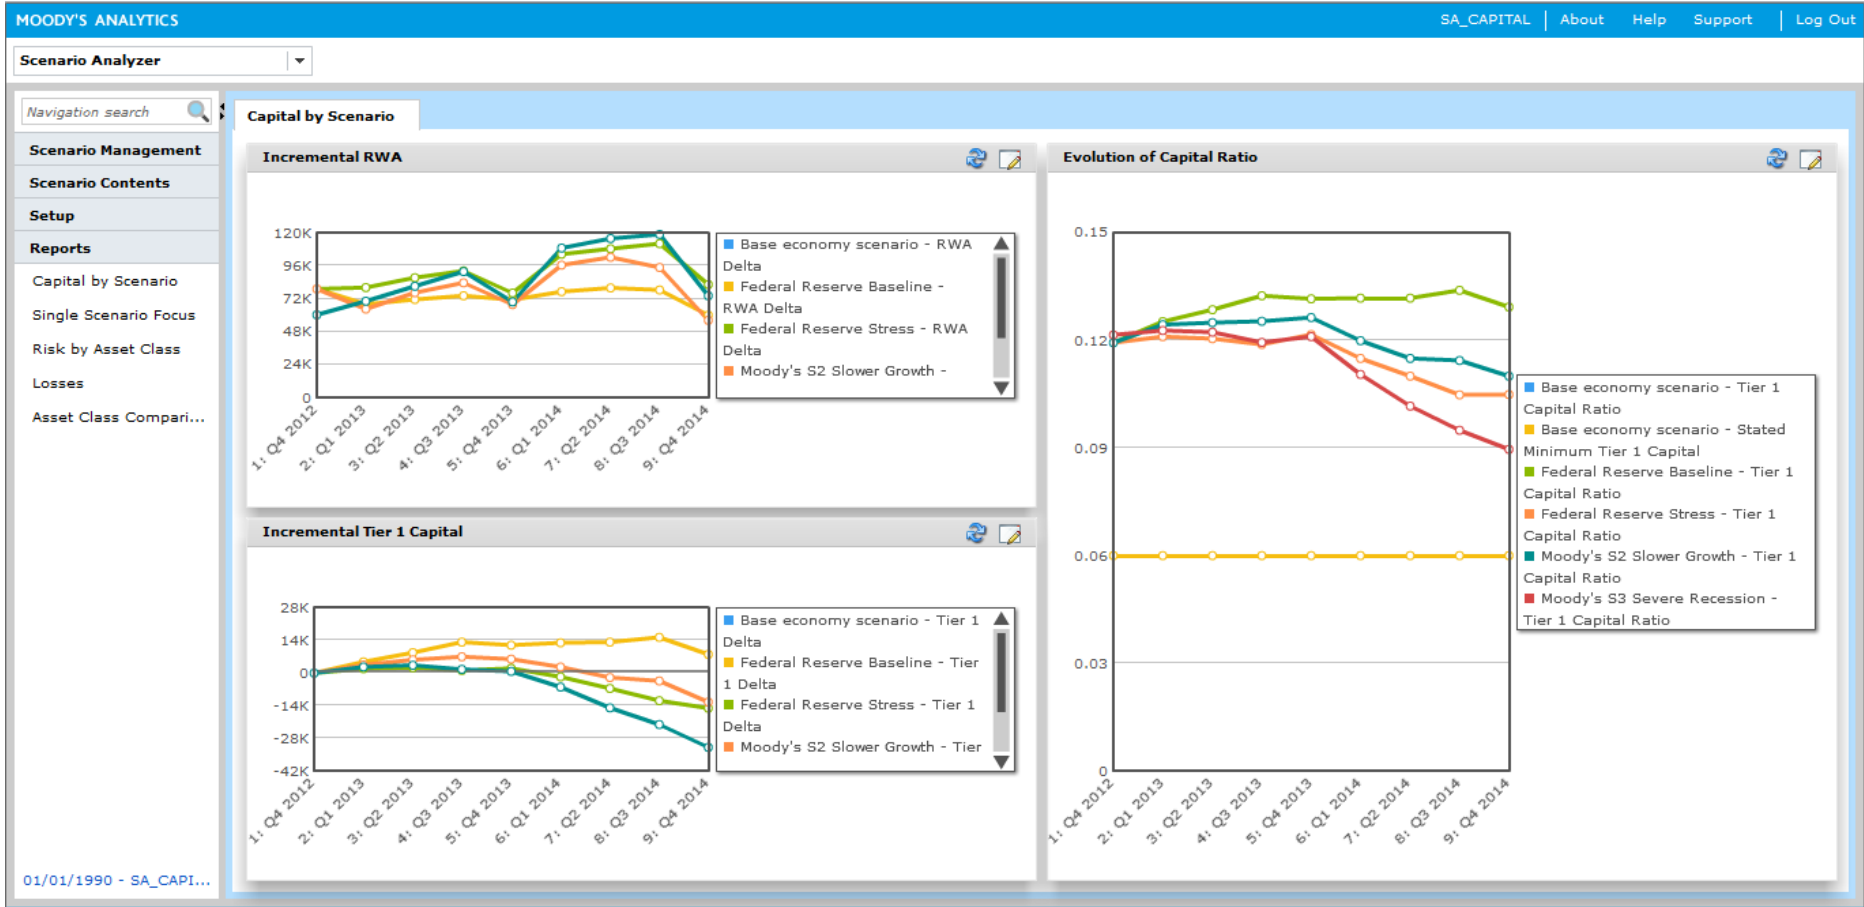 MOODY'S ANALYTICS
SA_CAPITAL
About
Help
Support
Log Out
Scenario Analyzer
Navigation search
Scenario Management
Scenario Contents
Setup
Reports
Capital by Scenario
Single Scenario Focus
Risk by Asset Class
Losses
Asset Class Compari...
01/01/1990 - SA_CAPI...
Capital by Scenario
Incremental RWA
120K
96K
72K
48K
24K
0
1: Q4 2012
2: Q1 2013
3: Q2 2013
4: Q3 2013
5: Q4 2013
6: Q1 2014
7: Q2 2014
8: Q3 2014
9: Q4 2014
Base economy scenario - RWA
Delta
Federal Reserve Baseline -
RWA Delta
Federal Reserve Stress - RWA
Delta
Moody's S2 Slower Growth -
Incremental Tier 1 Capital
28K
14K
0
-14K
-28K
-42K
1: Q4 2012
2: Q1 2013
3: Q2 2013
4: Q3 2013
5: Q4 2013
6: Q1 2014
7: Q2 2014
8: Q3 2014
9: Q4 2014
Base economy scenario - Tier 1
Delta
Federal Reserve Baseline - Tier
1 Delta
Federal Reserve Stress - Tier 1
Delta
Moody's S2 Slower Growth - Tier
Evolution of Capital Ratio
0.15
0.12
0.09
0.06
0.03
0
1: Q4 2012
2: Q1 2013
3: Q2 2013
4: Q3 2013
5: Q4 2013
6: Q1 2014
7: Q2 2014
8: Q3 2014
9: Q4 2014
Base economy scenario - Tier 1
Capital Ratio
Base economy scenario - Stated
Minimum Tier 1 Capital
Federal Reserve Baseline - Tier 1
Capital Ratio
Federal Reserve Stress - Tier 1
Capital Ratio
Moody's S2 Slower Growth - Tier 1
Capital Ratio
Moody's S3 Severe Recession -
Tier 1 Capital Ratio